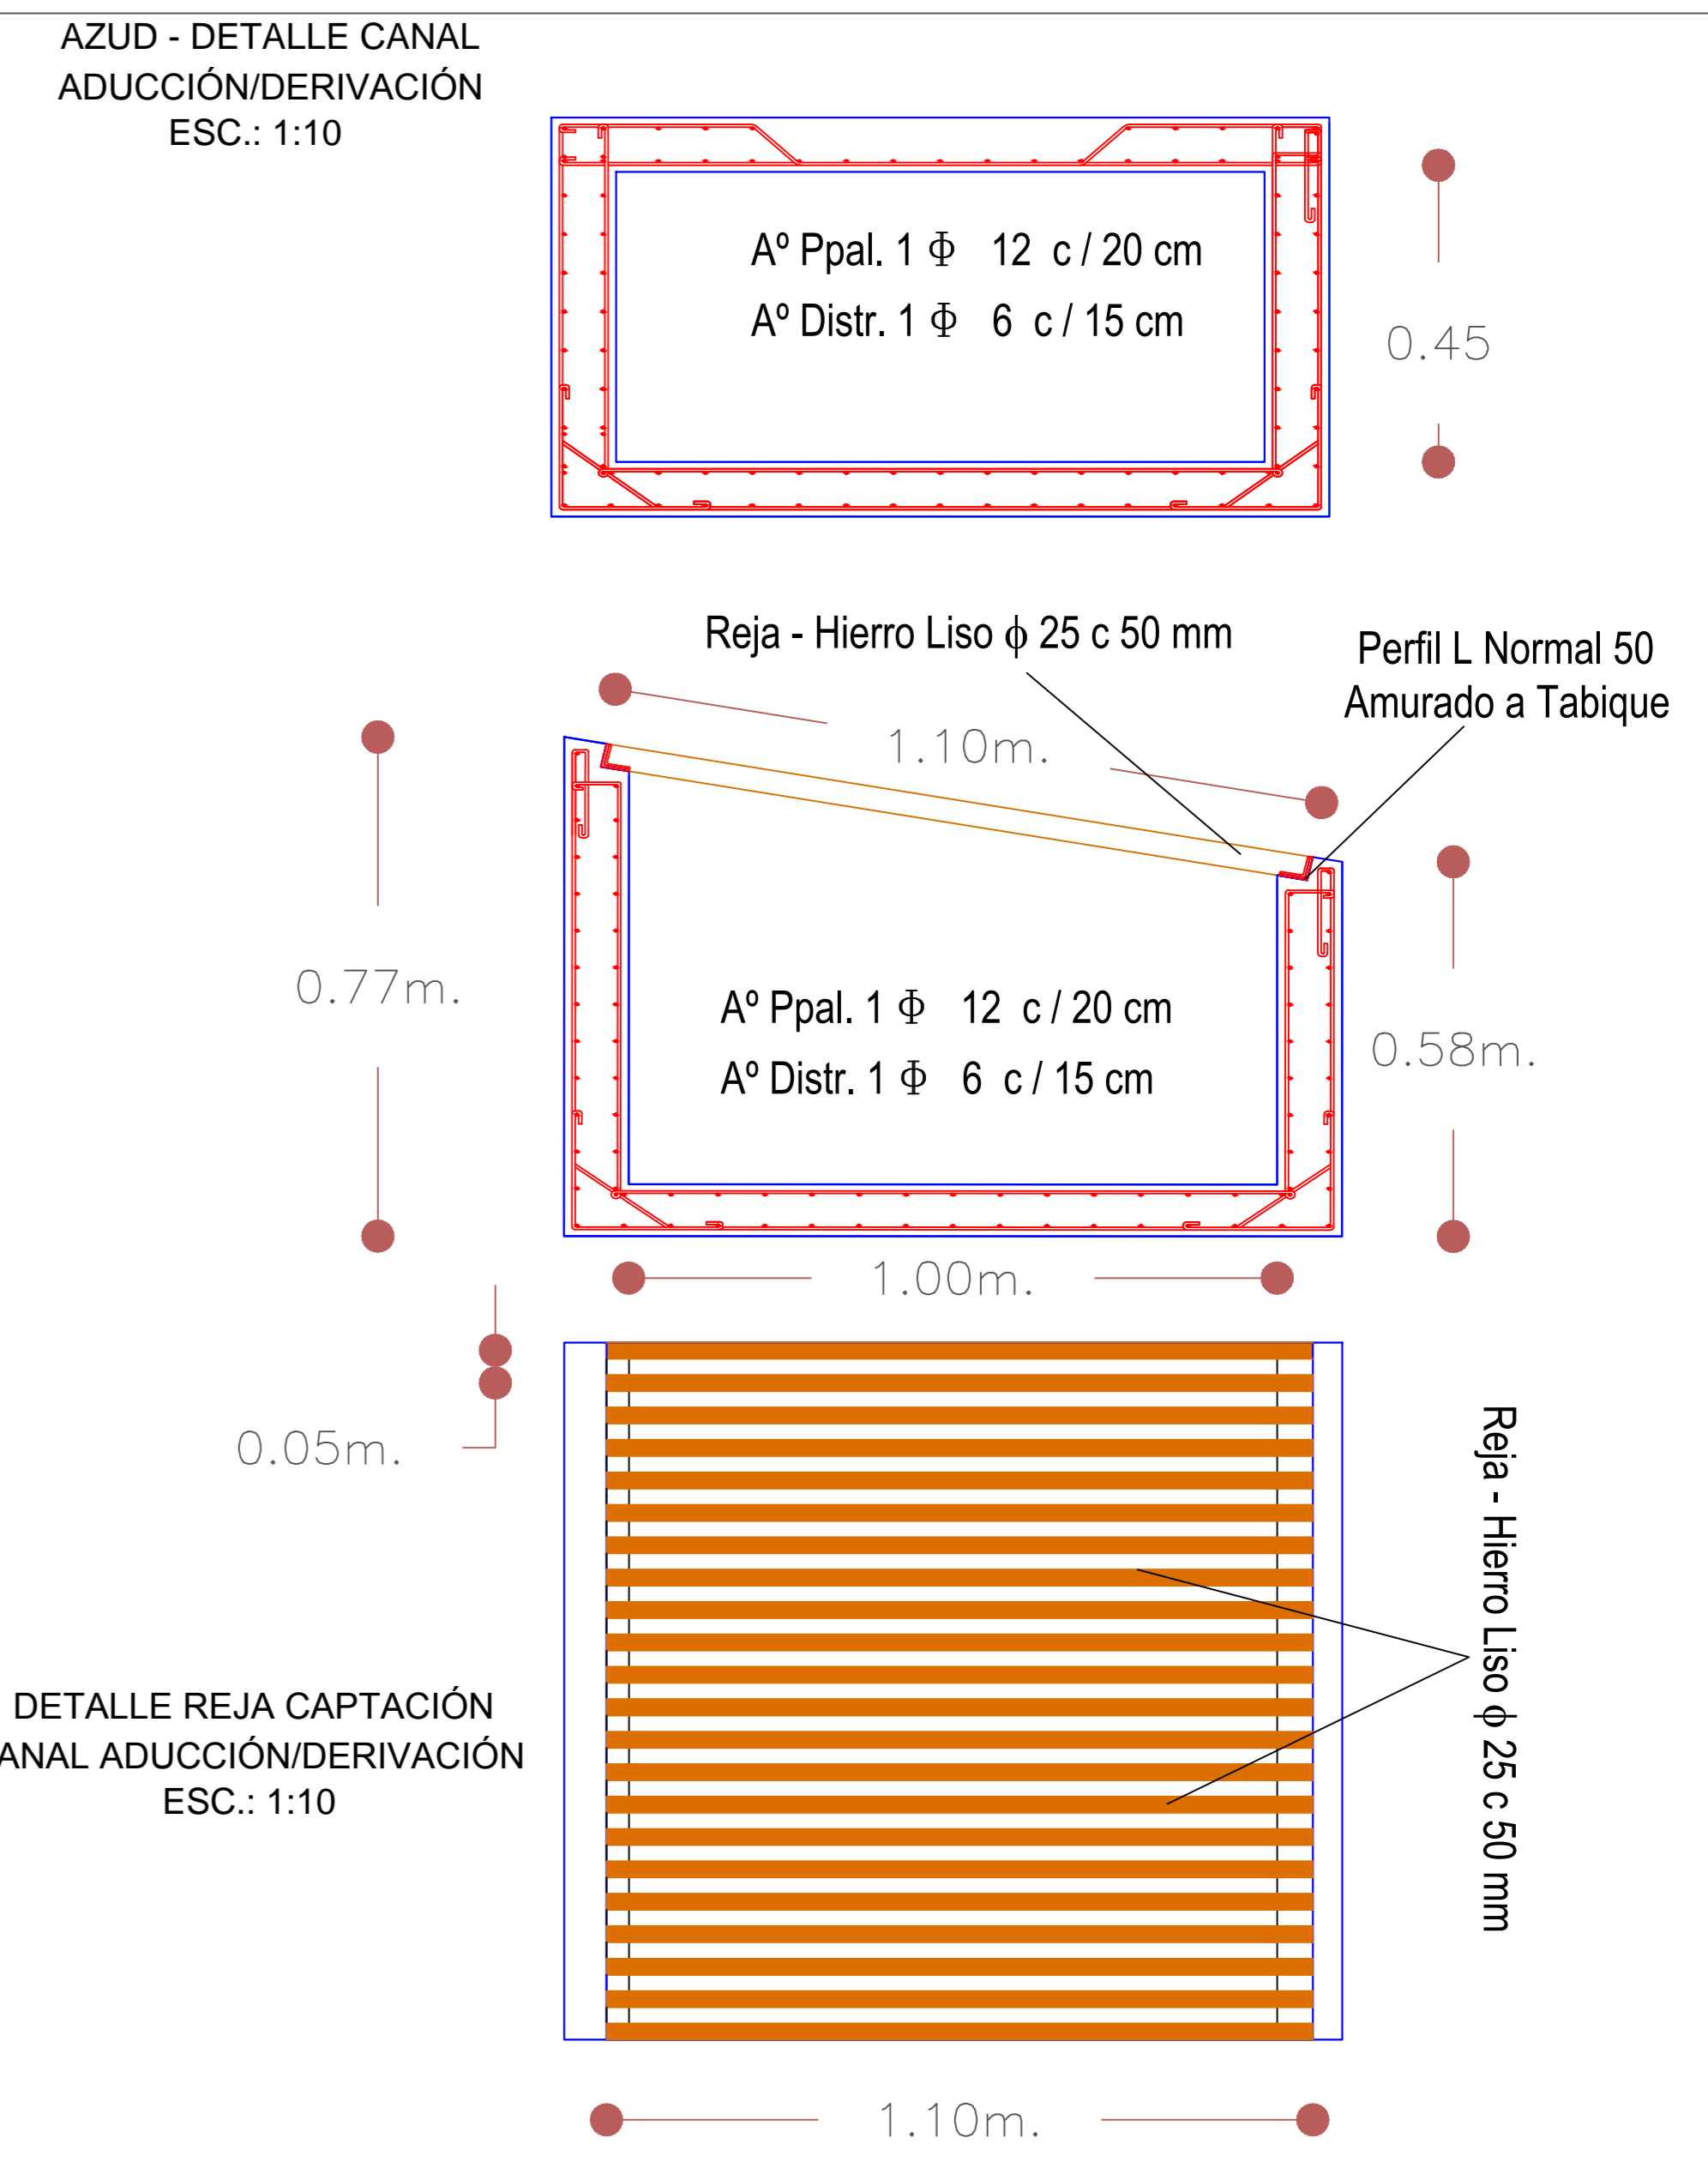 AZUD - DETALLE CANAL
ADUCCIÓN/DERIVACIÓN
ESC.: 1:10
Aº Ppal. 1 Φ 12 c / 20 cm
Aº Distr. 1 Φ 6 c / 15 cm
0.45
Reja - Hierro Liso ϕ 25 c 50 mm
Perfil L Normal 50
Amurado a Tabique
1.10m.
0.77m.
Aº Ppal. 1 Φ 12 c / 20 cm
Aº Distr. 1 Φ 6 c / 15 cm
0.58m.
1.00m.
0.05m.
Reja - Hierro Liso ϕ 25 c 50 mm
DETALLE REJA CAPTACIÓN
ANAL ADUCCIÓN/DERIVACIÓN
ESC.: 1:10
1.10m.